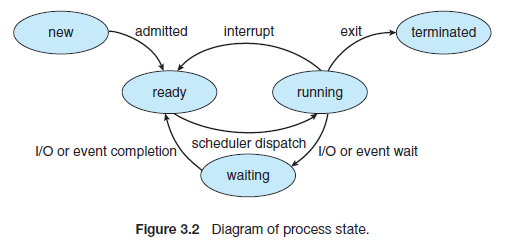 new
admitted
interrupt
exit
terminated
ready
running
I/O or event completion
scheduler dispatch
I/O or event wait
waiting
Figure 3.2 Diagram of process state.